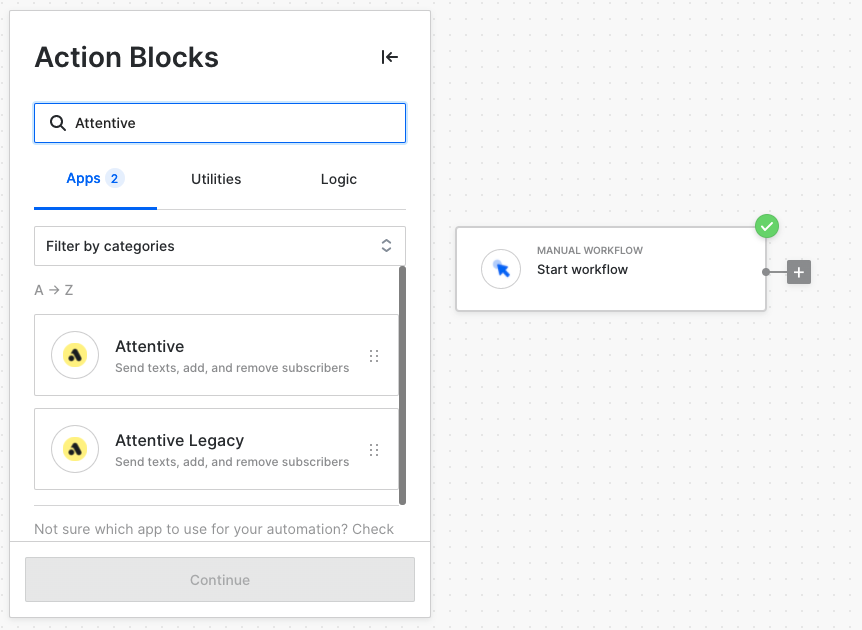 Action Blocks
Attentive
Apps 2
Utilities
Logic
Filter by categories
A → Z
Attentive
Send texts, add, and remove subscribers
Attentive Legacy
Send texts, add, and remove subscribers
Not sure which app to use for your automation? Check
Continue
MANUAL WORKFLOW
Start workflow